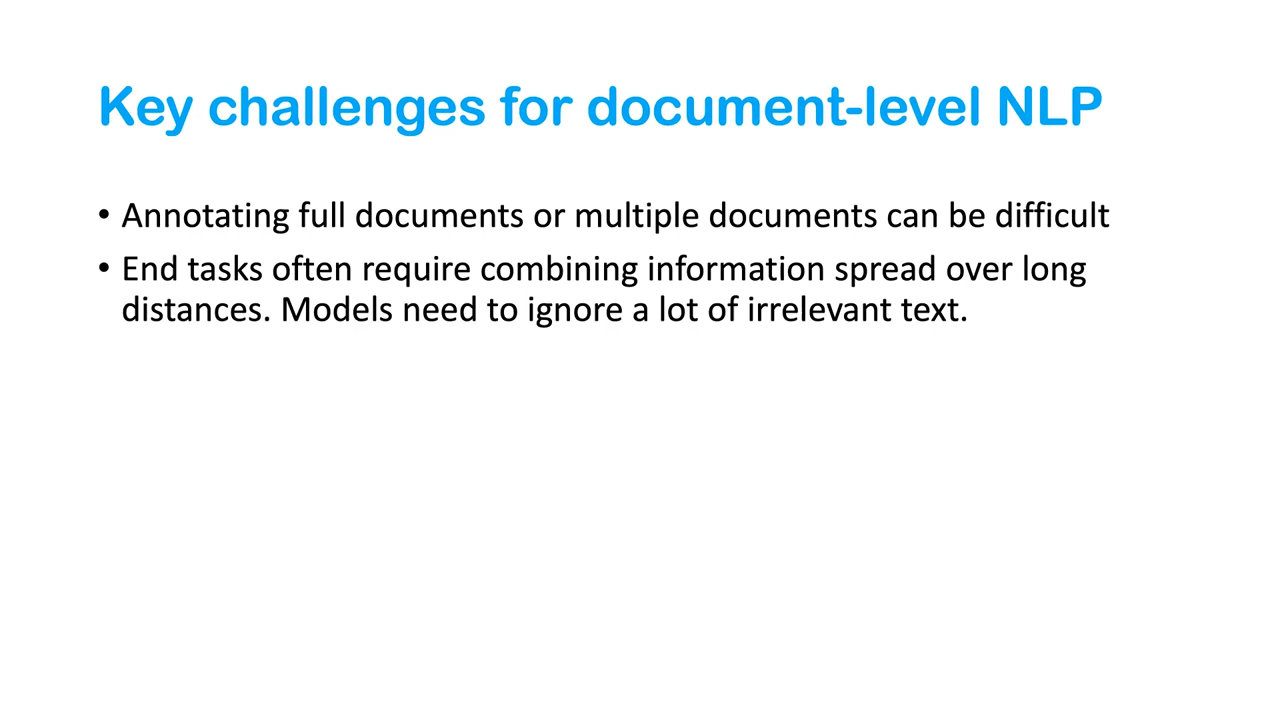 Key challenges for document-level NLP
• Annotating full documents or multiple documents can be difficult
• End tasks often require combining information spread over long
distances. Models need to ignore a lot of irrelevant text.